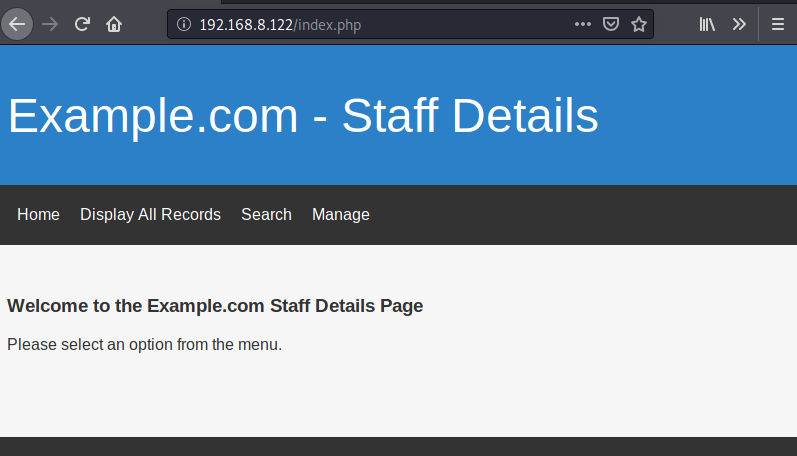 192.168.8.122/index.php
Example.com - Staff Details
Home Display All Records Search Manage
Welcome to the Example.com Staff Details Page
Please select an option from the menu.